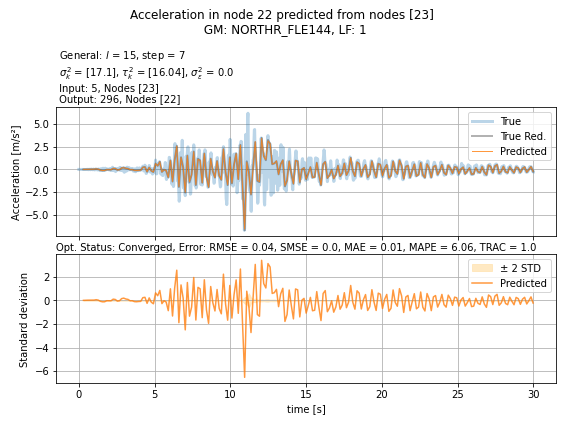 Acceleration in node 22 predicted from nodes [23]
GM: NORTHR_FLE144, LF: 1
General: l = 15, step = 7
σ²ₖ = [17.1], τ²ₖ = [16.04], σ²ε = 0.0
Input: 5, Nodes [23]
Output: 296, Nodes [22]
Acceleration [m/s²]
5.0
2.5
0.0
−2.5
−5.0
True
True Red.
Predicted
Opt. Status: Converged, Error: RMSE = 0.04, SMSE = 0.0, MAE = 0.01, MAPE = 6.06, TRAC = 1.0
Standard deviation
2
0
−2
−4
−6
± 2 STD
Predicted
0 5 10 15 20 25 30
time [s]